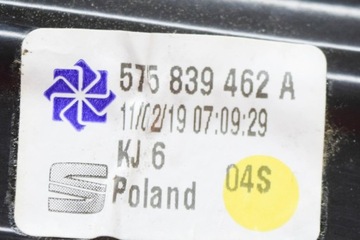 575 839 462 A
11/02/19 07:09:29
KJ 6
04S
Poland